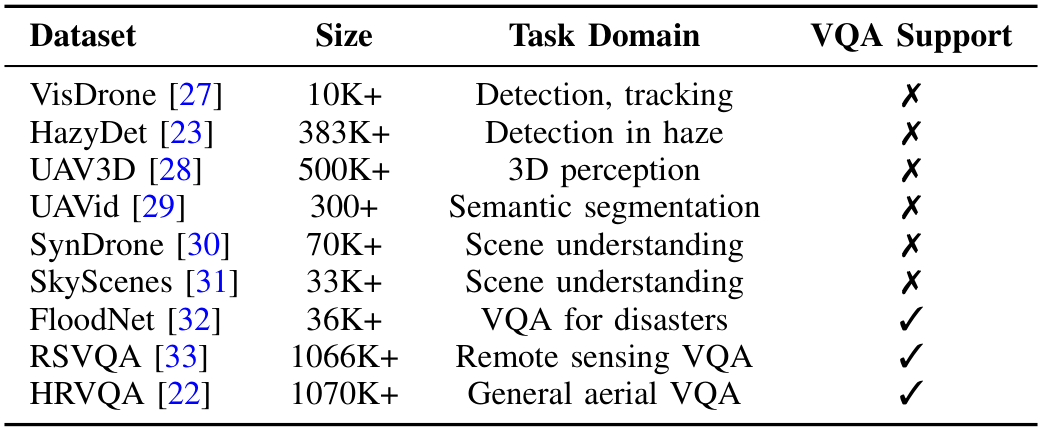 Dataset Size Task Domain VQA Support
VisDrone [27] 10K+ Detection, tracking ✗
HazyDet [23] 383K+ Detection in haze ✗
UAV3D [28] 500K+ 3D perception ✗
UAVid [29] 300+ Semantic segmentation ✗
SynDrone [30] 70K+ Scene understanding ✗
SkyScenes [31] 33K+ Scene understanding ✗
FloodNet [32] 36K+ VQA for disasters ✓
RSVQA [33] 1066K+ Remote sensing VQA ✓
HRVQA [22] 1070K+ General aerial VQA ✓